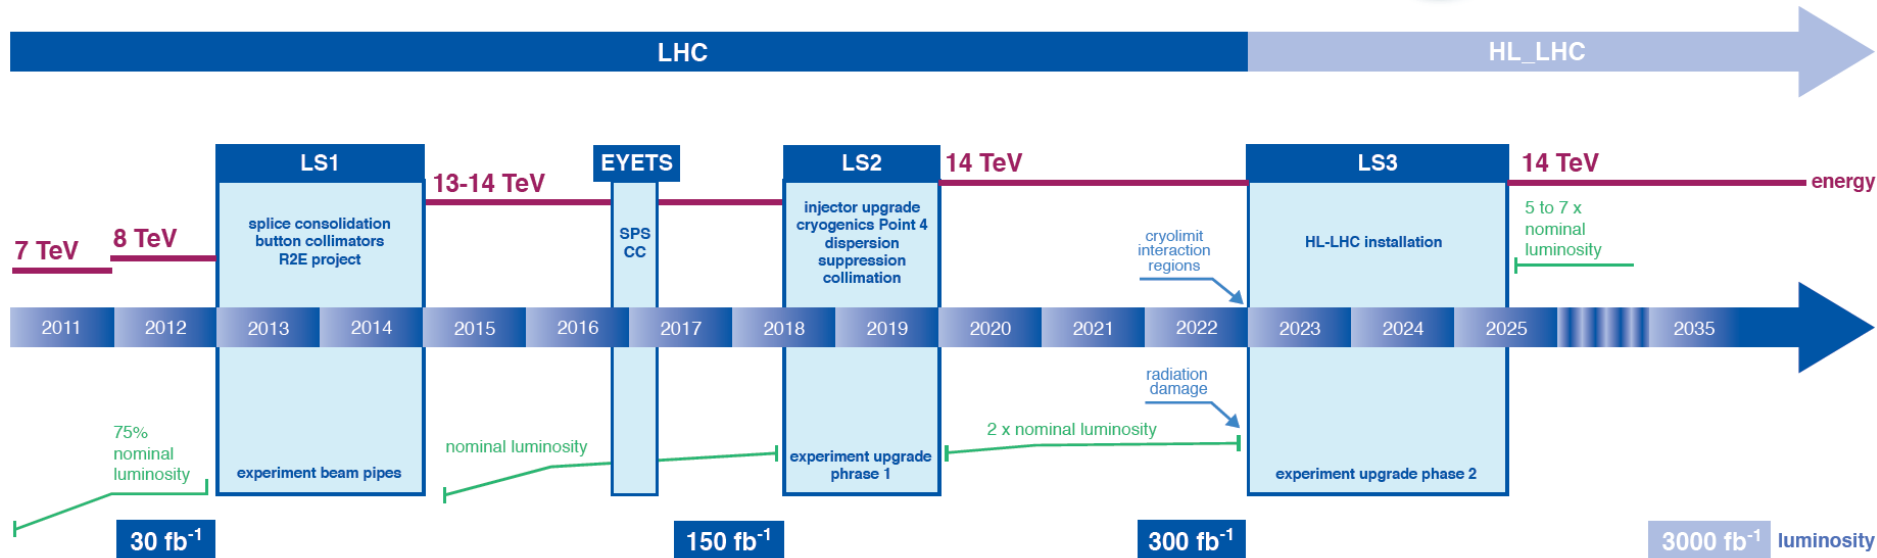 LHC
HL_LHC
LS1
EYETS
LS2
14 TeV
LS3
14 TeV
13-14 TeV
energy
7 TeV
8 TeV
splice consolidation
button collimators
R2E project
SPS
CC
injector upgrade
cryogenics Point 4
dispersion
suppression
collimation
cryolimit
interaction
regions
HL-LHC installation
5 to 7 x
nominal
luminosity
2011
2012
2013
2014
2015
2016
2017
2018
2019
2020
2021
2022
2023
2024
2025
2035
radiation
damage
75%
nominal
luminosity
experiment beam pipes
nominal luminosity
experiment upgrade
phrase 1
2 x nominal luminosity
experiment upgrade phase 2
30 fb-1
150 fb-1
300 fb-1
3000 fb-1
luminosity